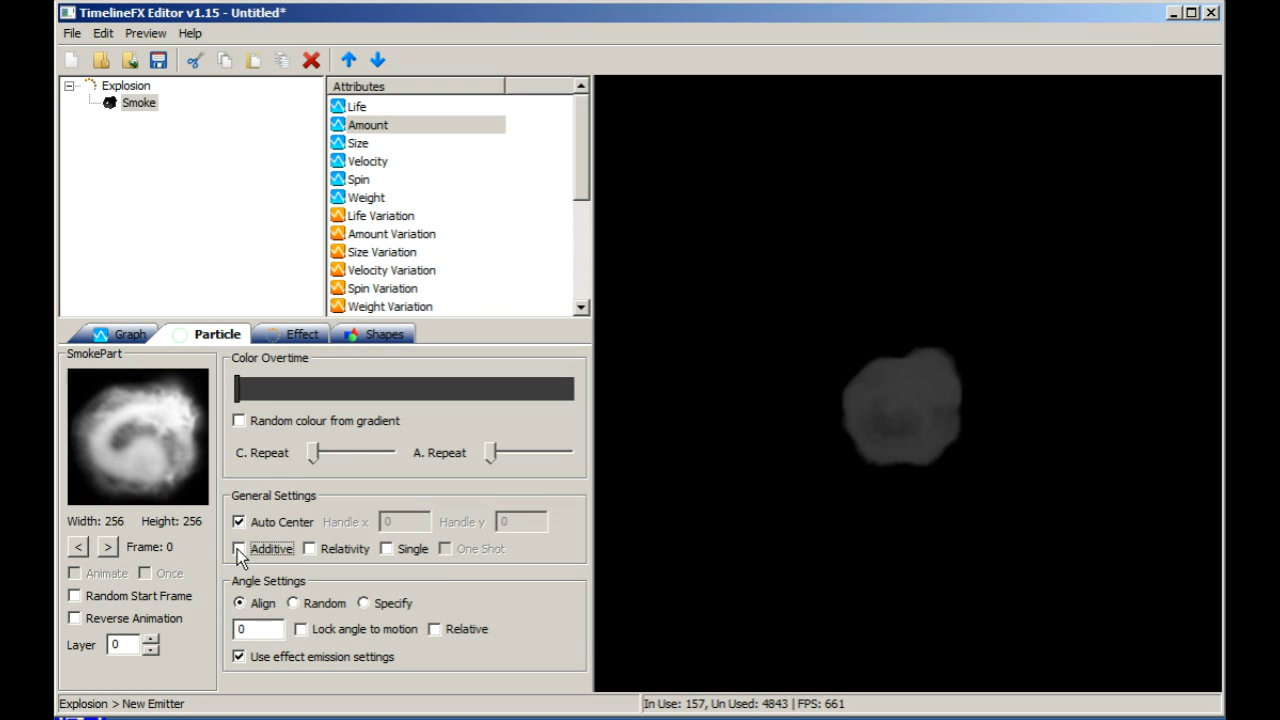 TimelineFX Editor v1.15 - Untitled*
File Edit Preview Help
Explosion
Smoke
Attributes
Life
Amount
Size
Velocity
Spin
Weight
Life Variation
Amount Variation
Size Variation
Velocity Variation
Spin Variation
Weight Variation
Graph Particle Effect Shapes
SmokePart
Width: 256 Height: 256
< > Frame: 0
Animate Once
Random Start Frame
Reverse Animation
Layer 0
Color Overtime
Random colour from gradient
C. Repeat A. Repeat
General Settings
Auto Center Handle x 0 Handle y 0
Additive Relativity Single One Shot
Angle Settings
Align Random Specify
0 Lock angle to motion Relative
Use effect emission settings
Explosion > New Emitter In Use: 157, Un Used: 4843 | FPS: 661